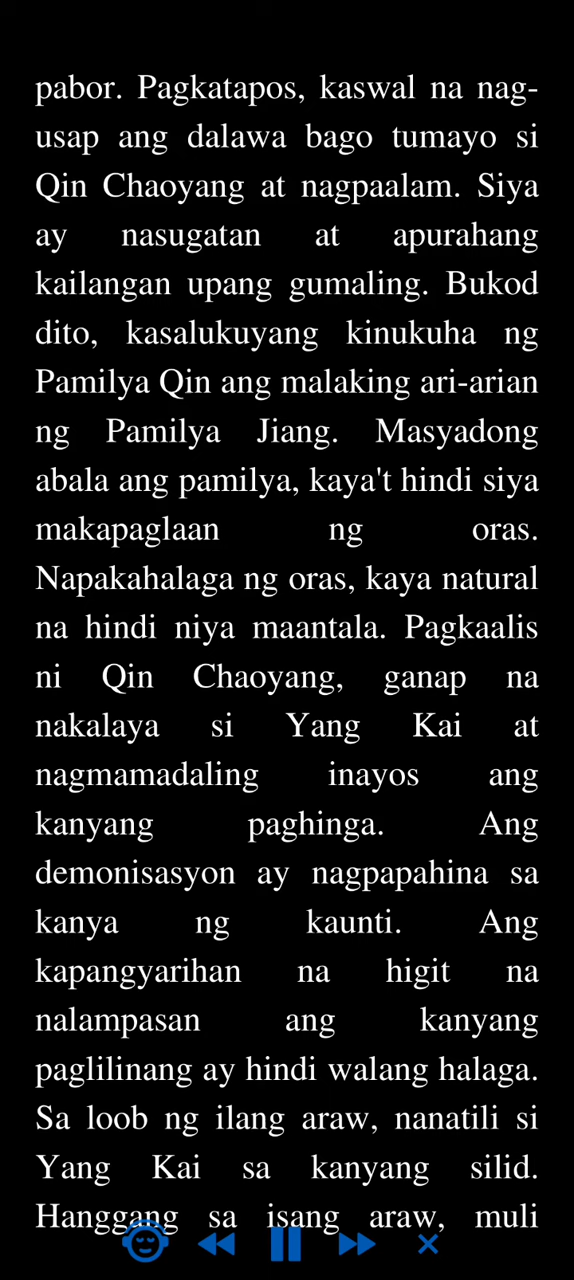 pabor. Pagkatapos, kaswal na nag-
usap ang dalawa bago tumayo si
Qin Chaoyang at nagpaalam. Siya
ay nasugatan at apurahang
kailangan upang gumaling. Bukod
dito, kasalukuyang kinukuha ng
Pamilya Qin ang malaking ari-arian
ng Pamilya Jiang. Masyadong
abala ang pamilya, kaya't hindi siya
makapaglaan ng oras.
Napakahalaga ng oras, kaya natural
na hindi niya maantala. Pagkaalis
ni Qin Chaoyang, ganap na
nakalaya si Yang Kai at
nagmamadaling inayos ang
kanyang paghinga. Ang
demonisasyon ay nagpapahina sa
kanya ng kaunti. Ang
kapangyarihan na higit na
nalampasan ang kanyang
paglilinang ay hindi walang halaga.
Sa loob ng ilang araw, nanatili si
Yang Kai sa kanyang silid.
Hanggang sa isang araw, muli